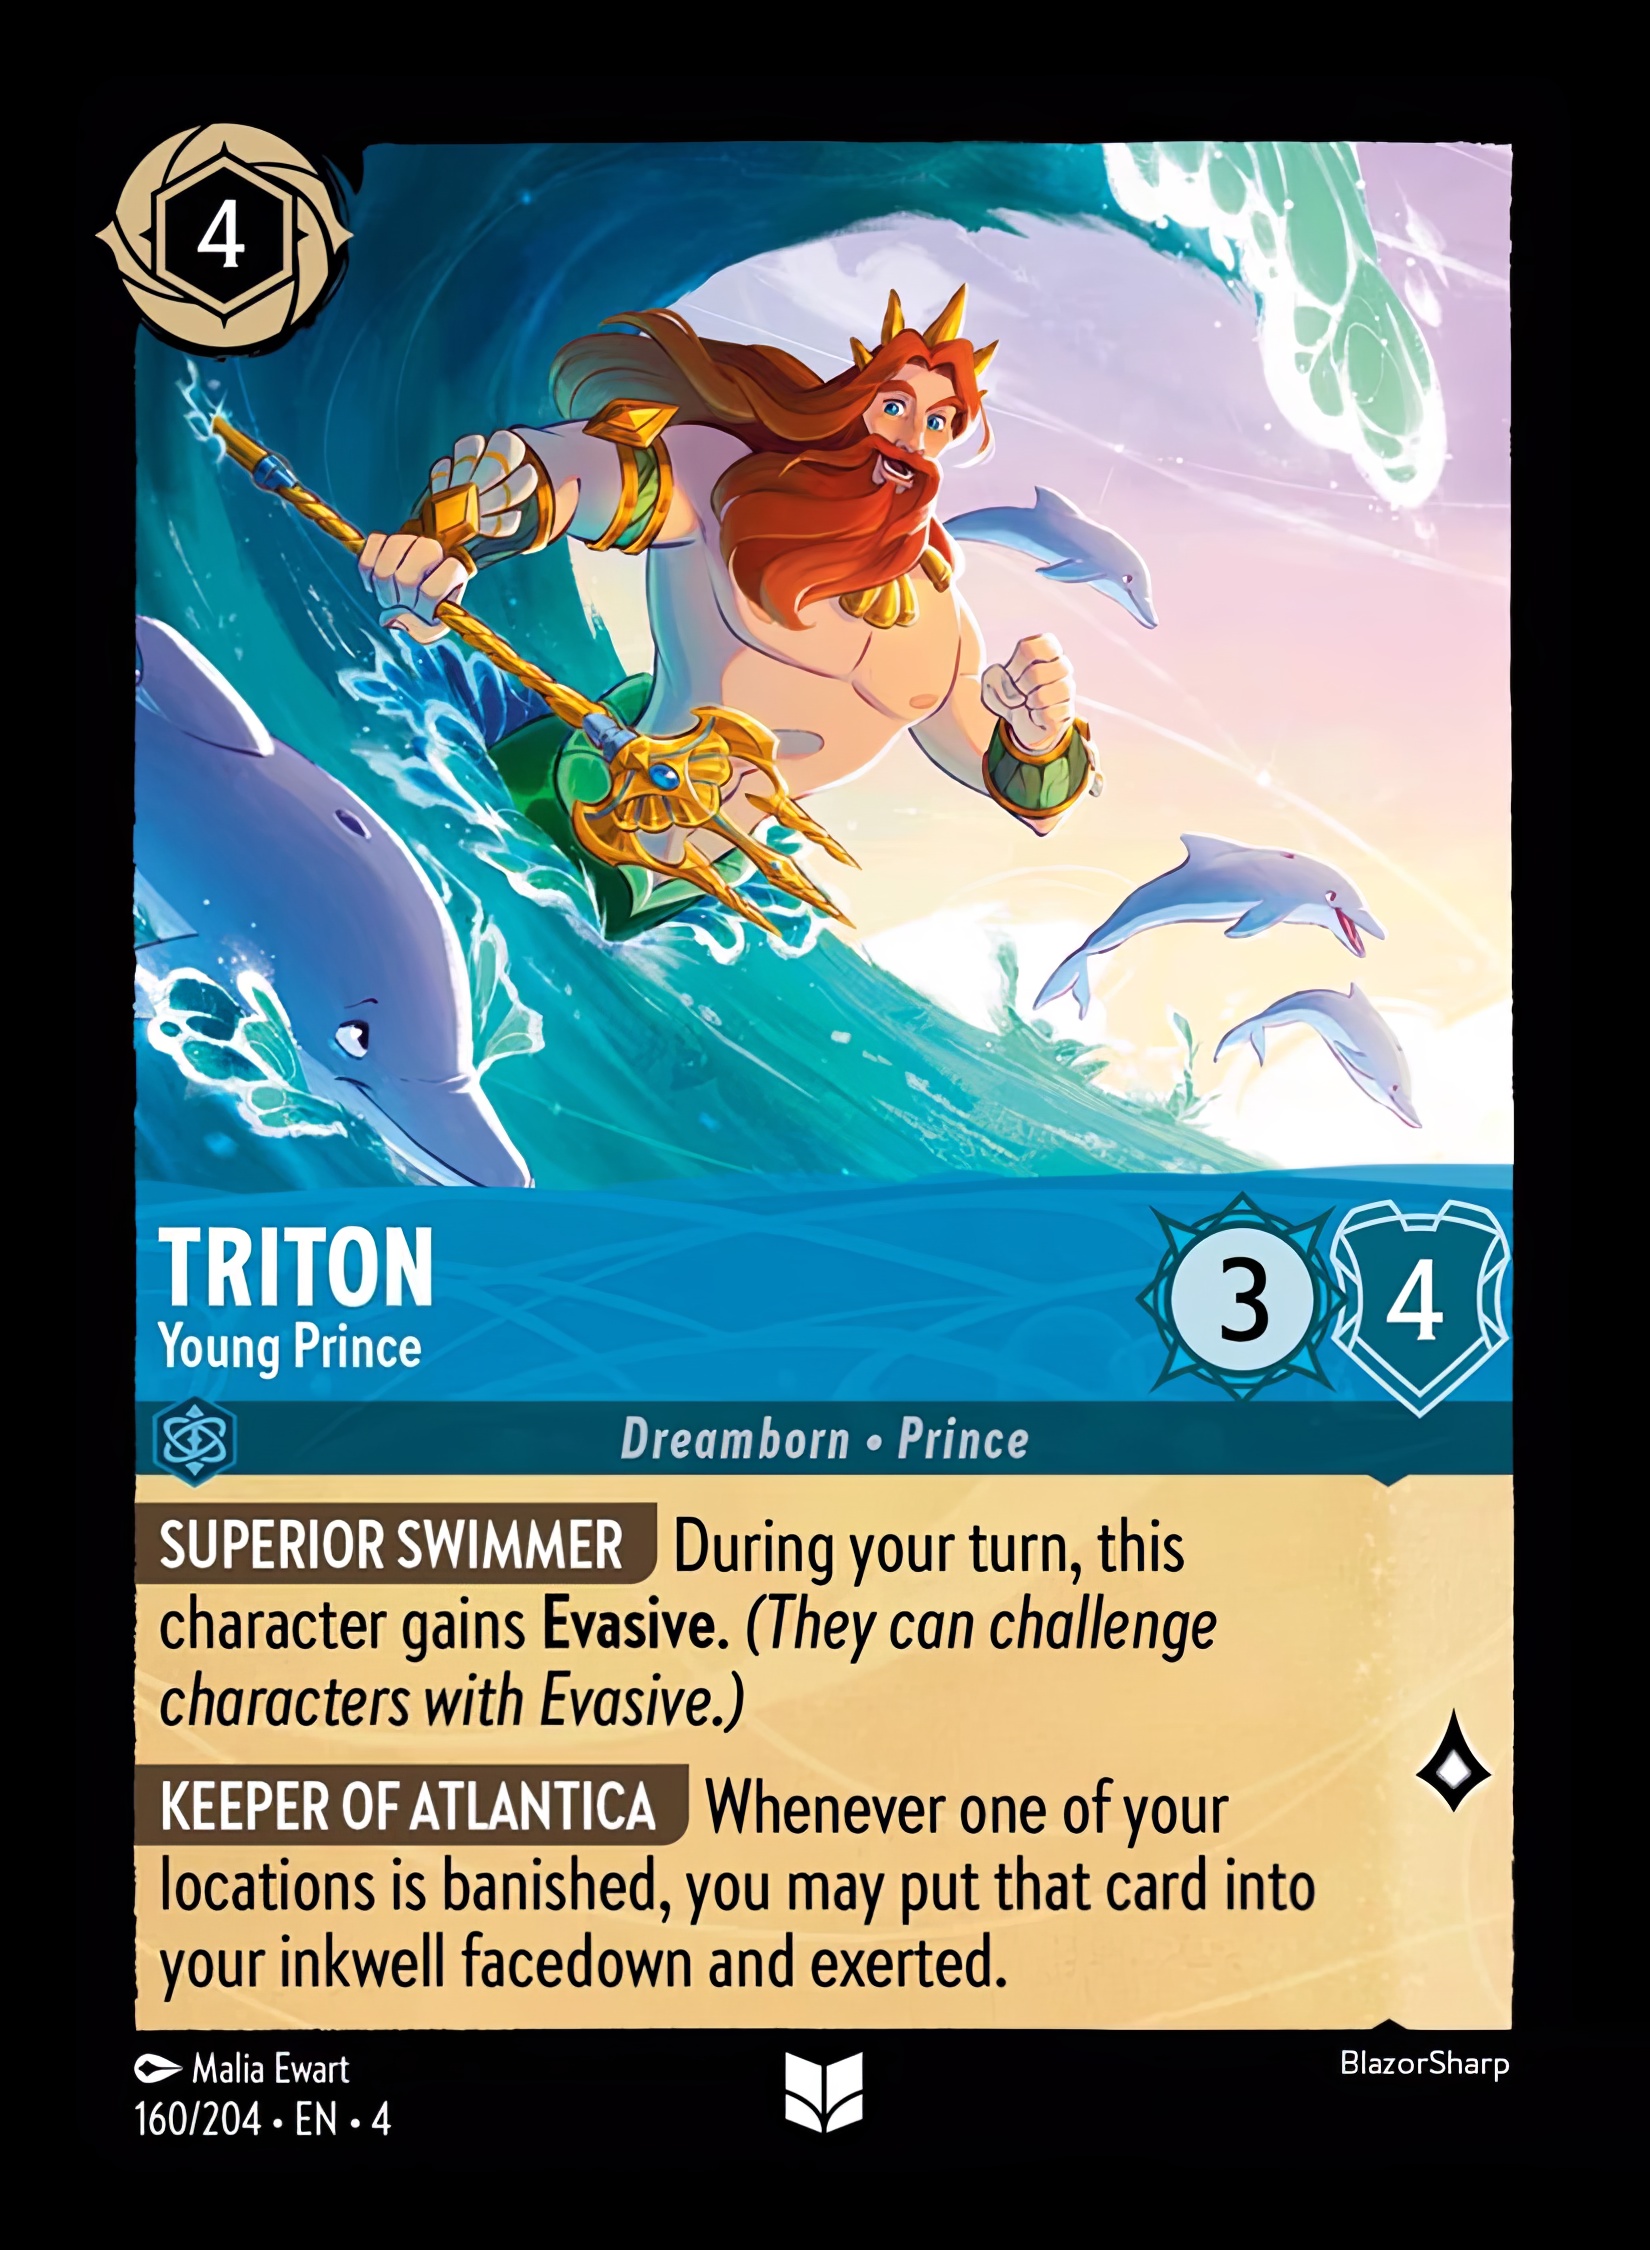 4
TRITON
Young Prince
3
4
Dreamborn • Prince
SUPERIOR SWIMMER During your turn, this
character gains Evasive. (They can challenge
characters with Evasive.)
KEEPER OF ATLANTICA Whenever one of your
locations is banished, you may put that card into
your inkwell facedown and exerted.
Malia Ewart
BlazorSharp
160/204 • EN • 4